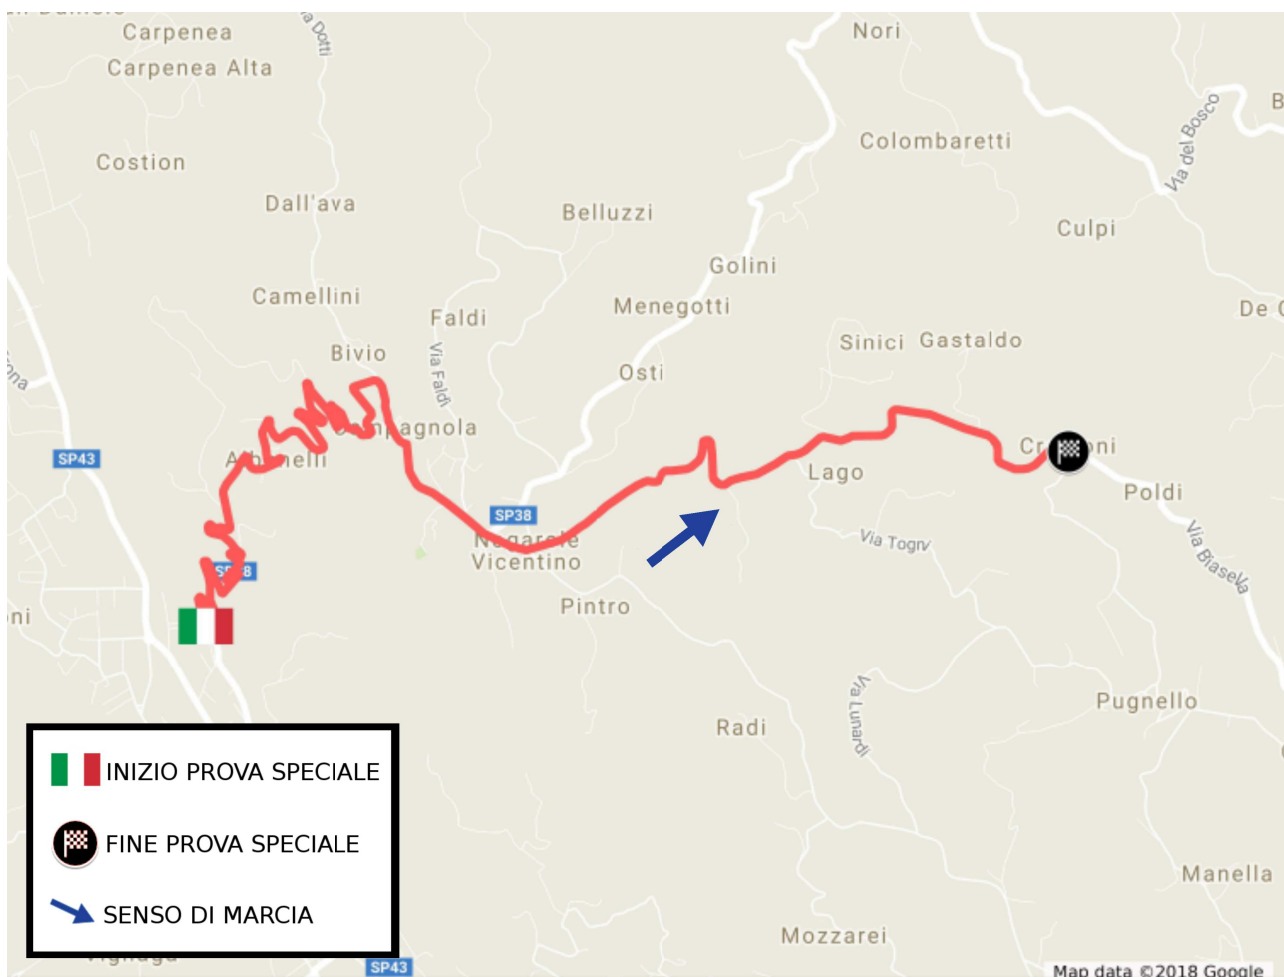 Carpenea
Carpenea Alta
Nori
Costion
Colombaretti
Via del Bosco
Dall'ava
Belluzzi
Culpi
Golini
Camellini
Menegotti
Faldi
Via Faldi
Bivio
Osti
Sinici
Gastaldo
SP43
Lago
Poldi
SP38
Vicentino
Via Biasella
Pintro
Pugnello
Radi
Via Lunardi
INIZIO PROVA SPECIALE
FINE PROVA SPECIALE
SENSO DI MARCIA
Manella
Mozzarei
SP43
Map data ©2018 Google